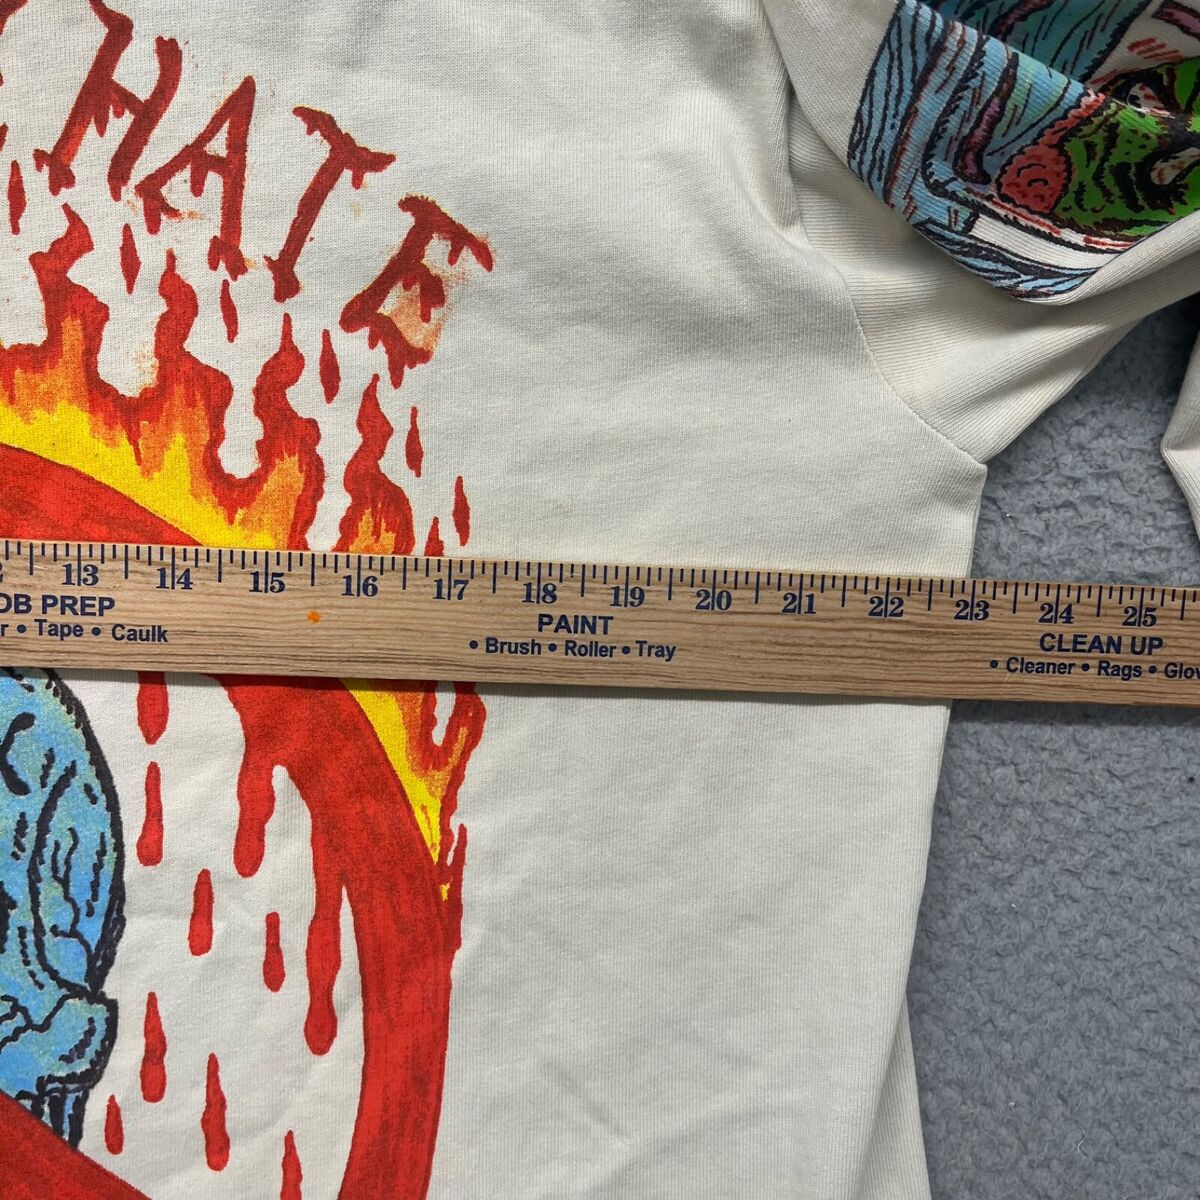 HATE
13 14 15 16 17 18 19 20 21 22 23 24 25
OB PREP PAINT CLEAN UP
r • Tape • Caulk • Brush • Roller • Tray • Cleaner • Rags • Glov